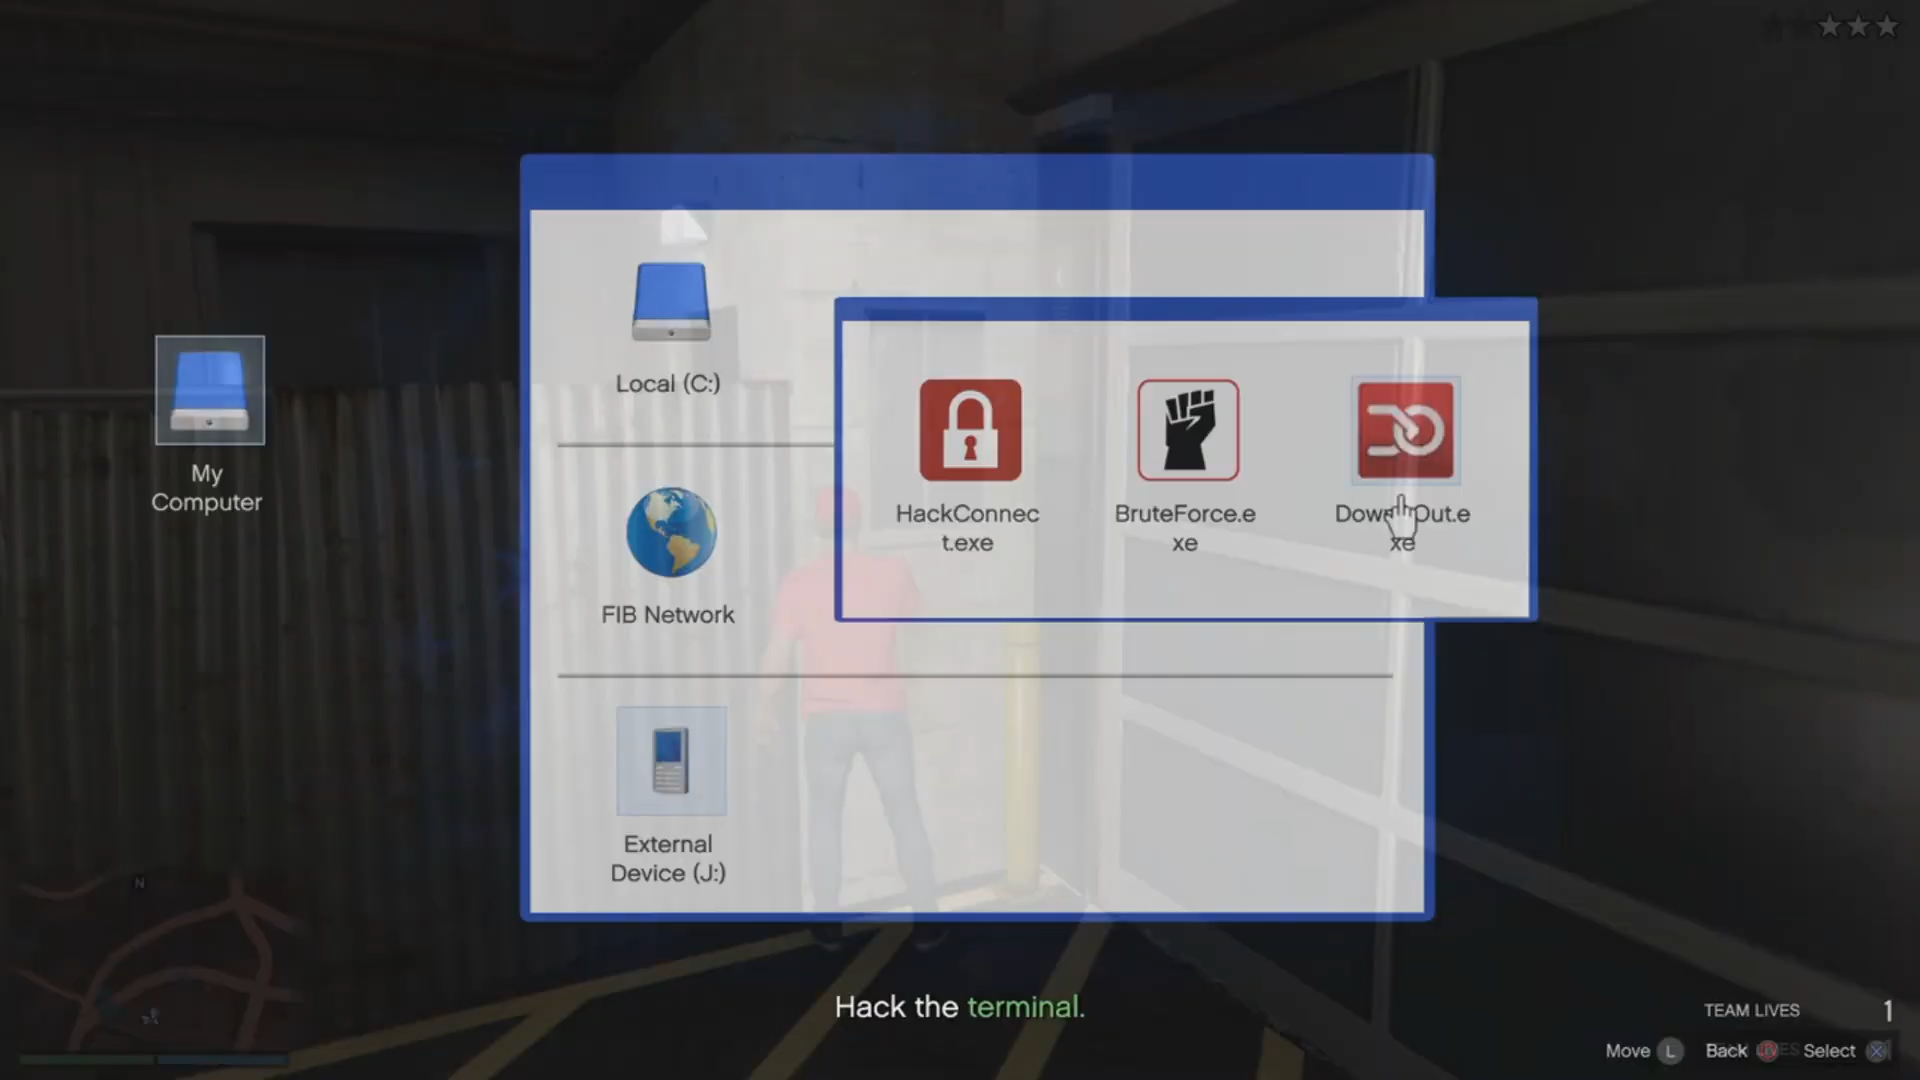 Local (C:)
My
Computer
HackConnec
t.exe
BruteForce.e
xe
Out.e
xe
FIB Network
External
Device (J:)
N
Hack the terminal.
TEAM LIVES 1
Move L Back Select